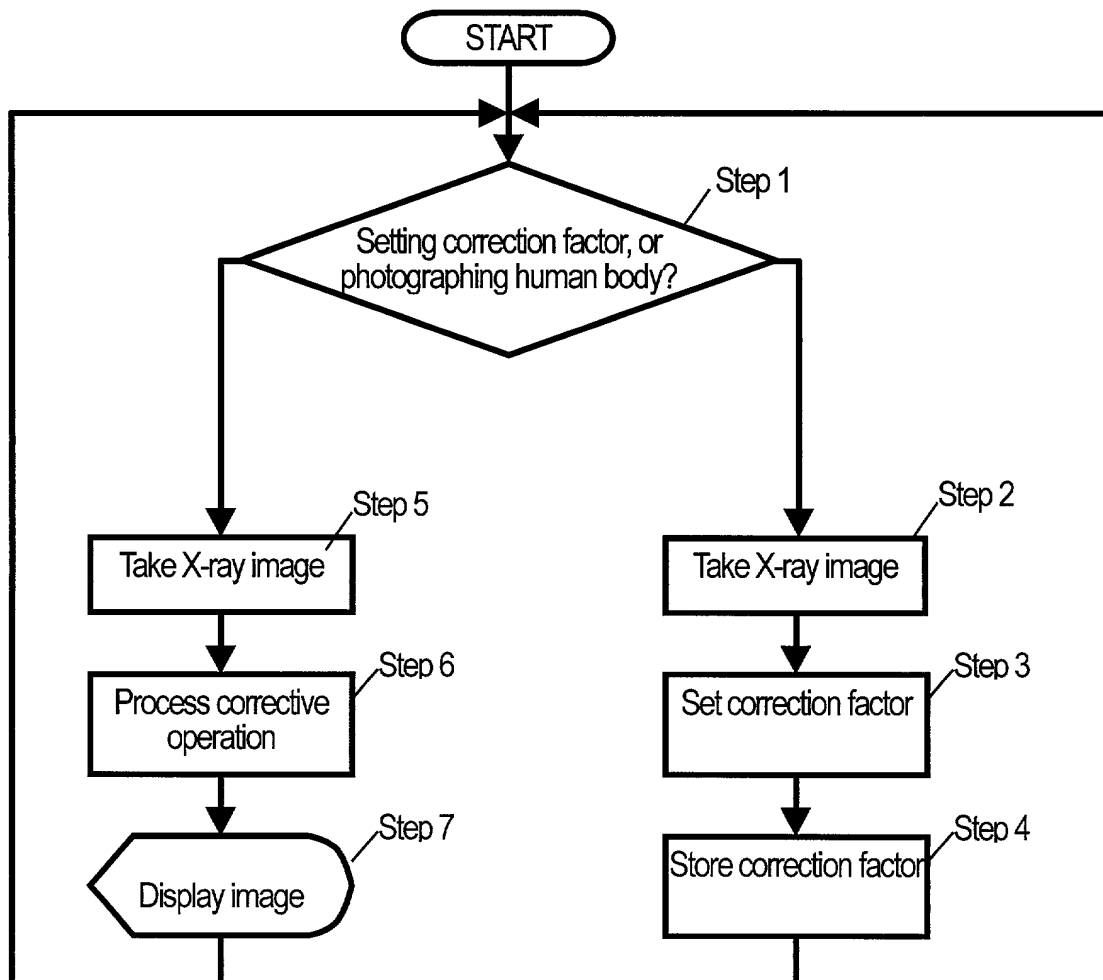 START
Step 1
Setting correction factor, or
photographing human body?
Step 5
Take X-ray image
Step 6
Process corrective
operation
Step 7
Display image
Step 2
Take X-ray image
Step 3
Set correction factor
Step 4
Store correction factor